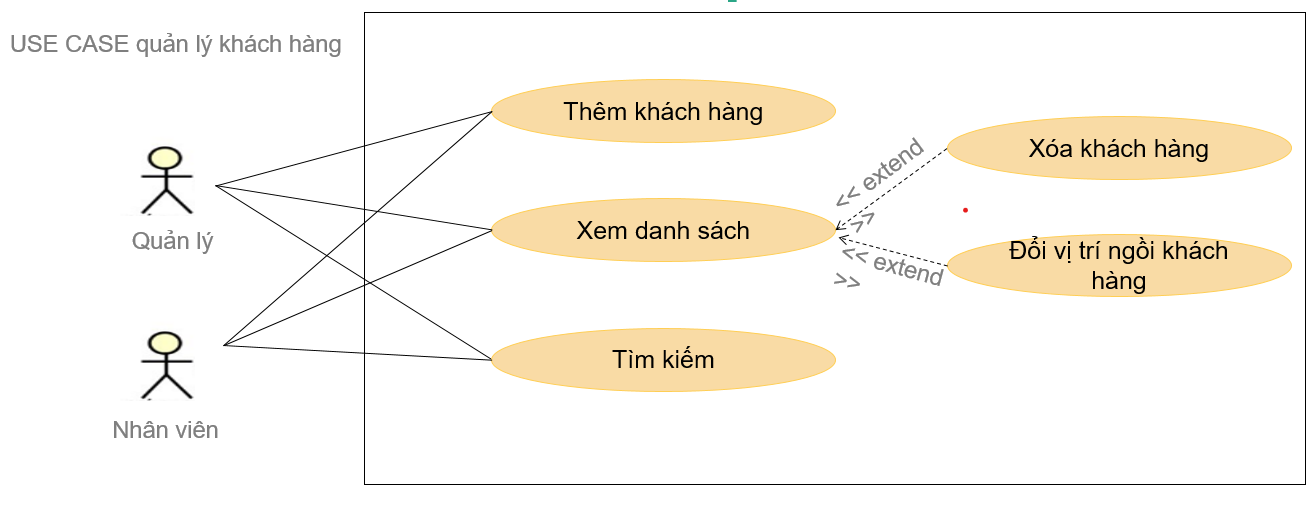 USE CASE quản lý khách hàng
Thêm khách hàng
Xóa khách hàng
<< extend
>>
Xem danh sách
Quản lý
Đổi vị trí ngồi khách
hàng
<< extend
>>
Tìm kiếm
Nhân viên